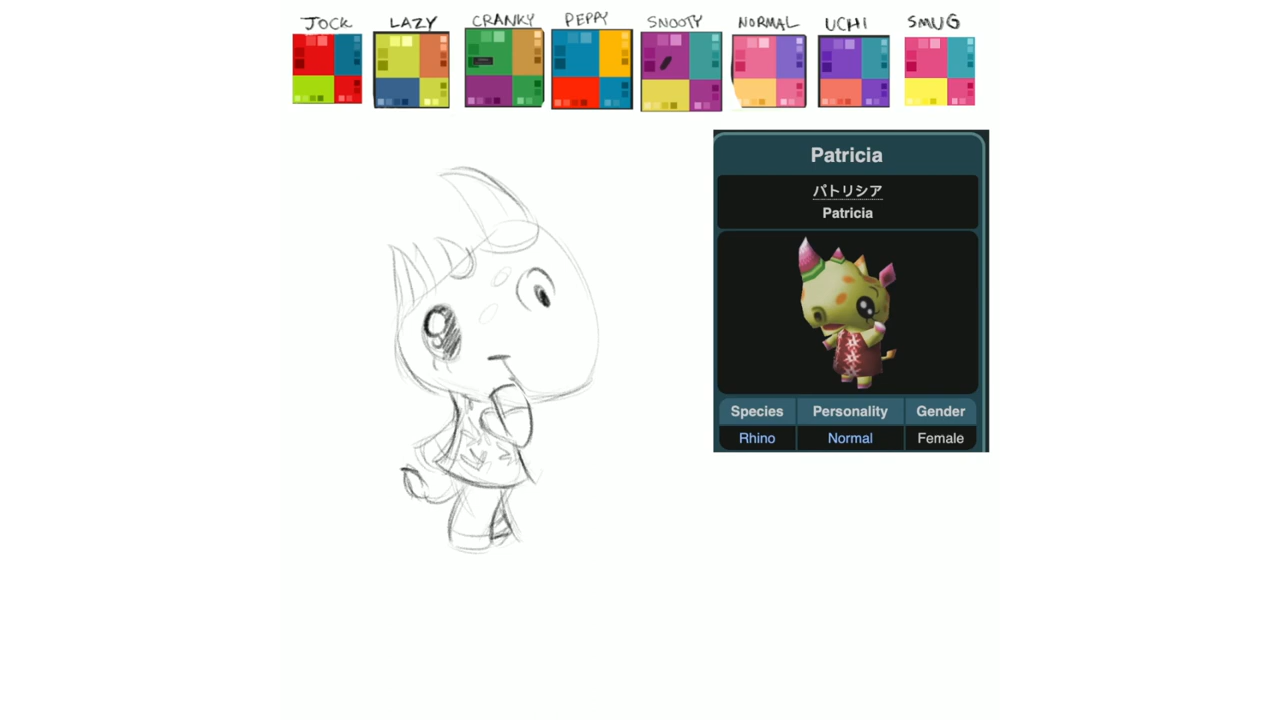 JOCK LAZY CRANKY PEPPY SNOOTY NORMAL UCHI SMUG
Patricia
パトリシア
Patricia
Species Personality Gender
Rhino Normal Female